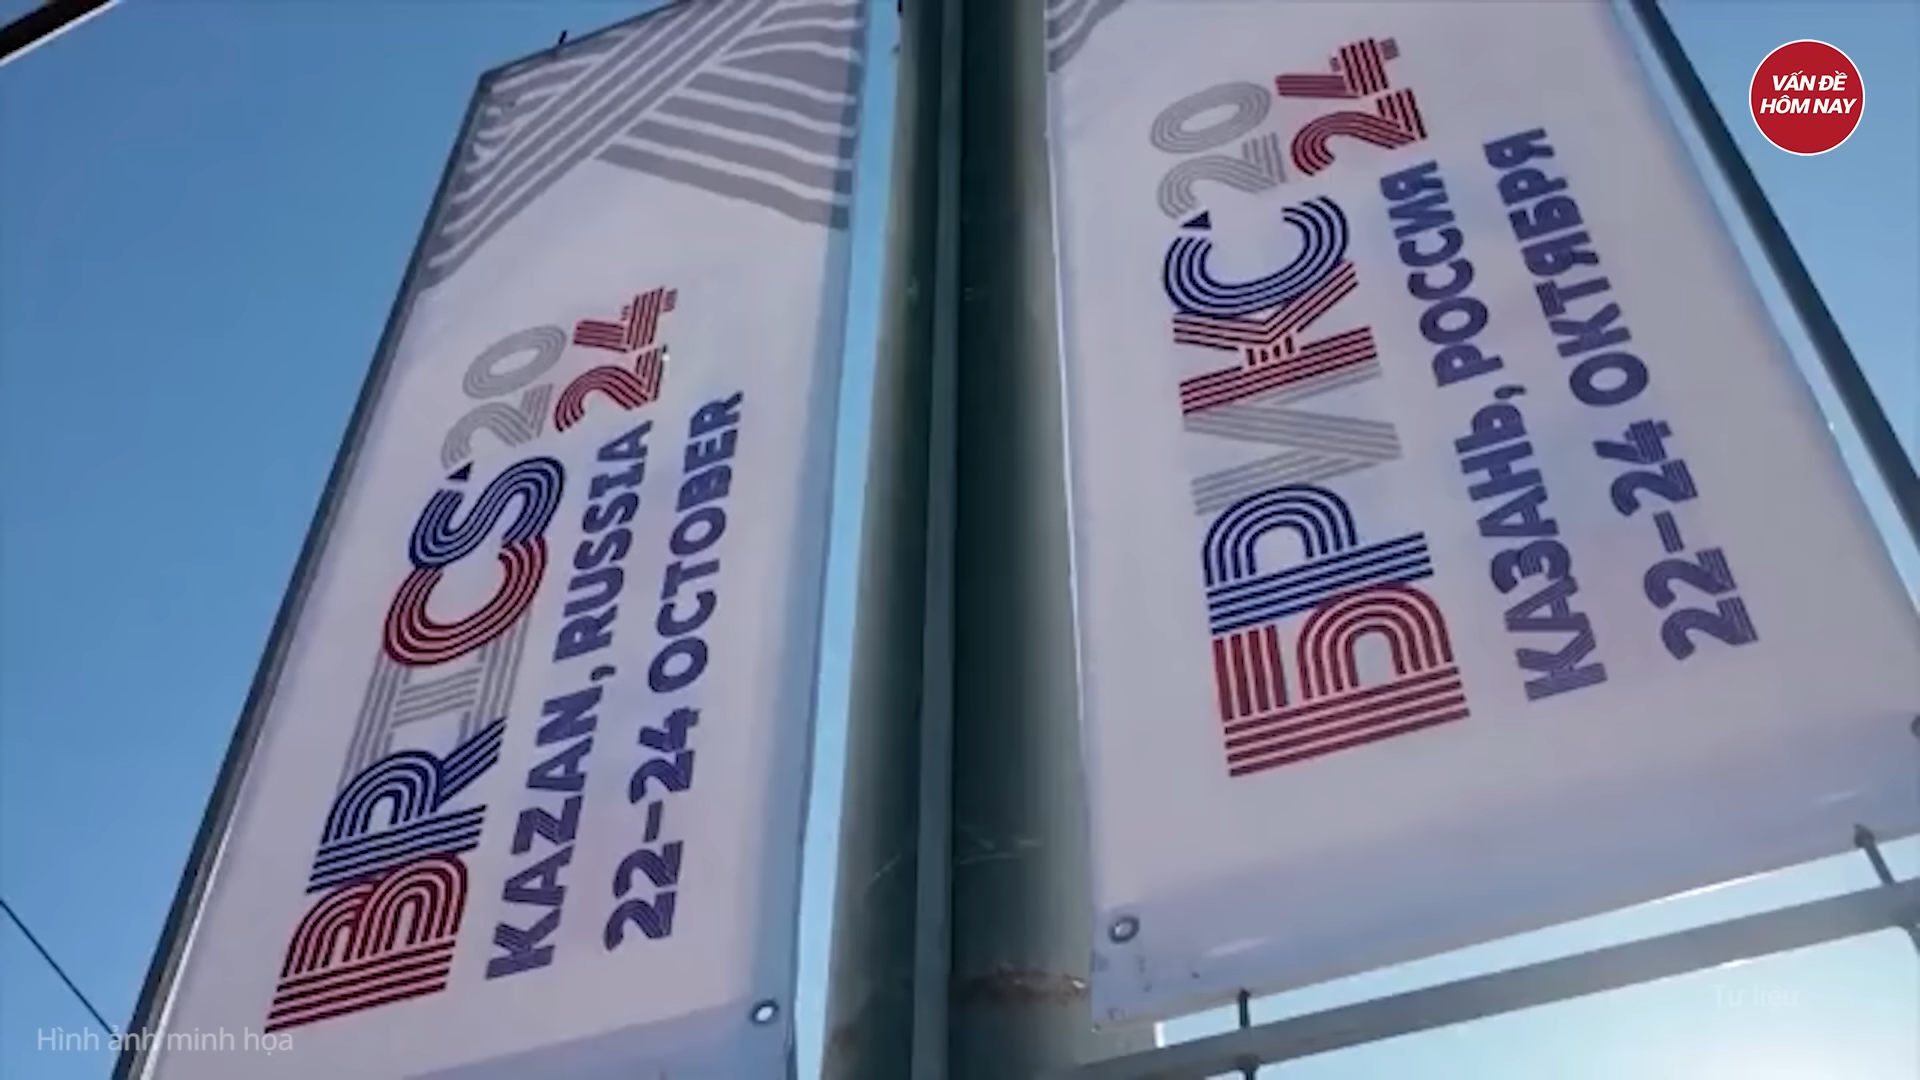 BRICS 2024
KAZAN, RUSSIA
22–24 OCTOBER
БРИКС 2024
КАЗАНЬ, РОССИЯ
22–24 ОКТЯБРЯ
VẤN ĐỀ
HÔM NAY
Hình ảnh minh họa
Tư liệu